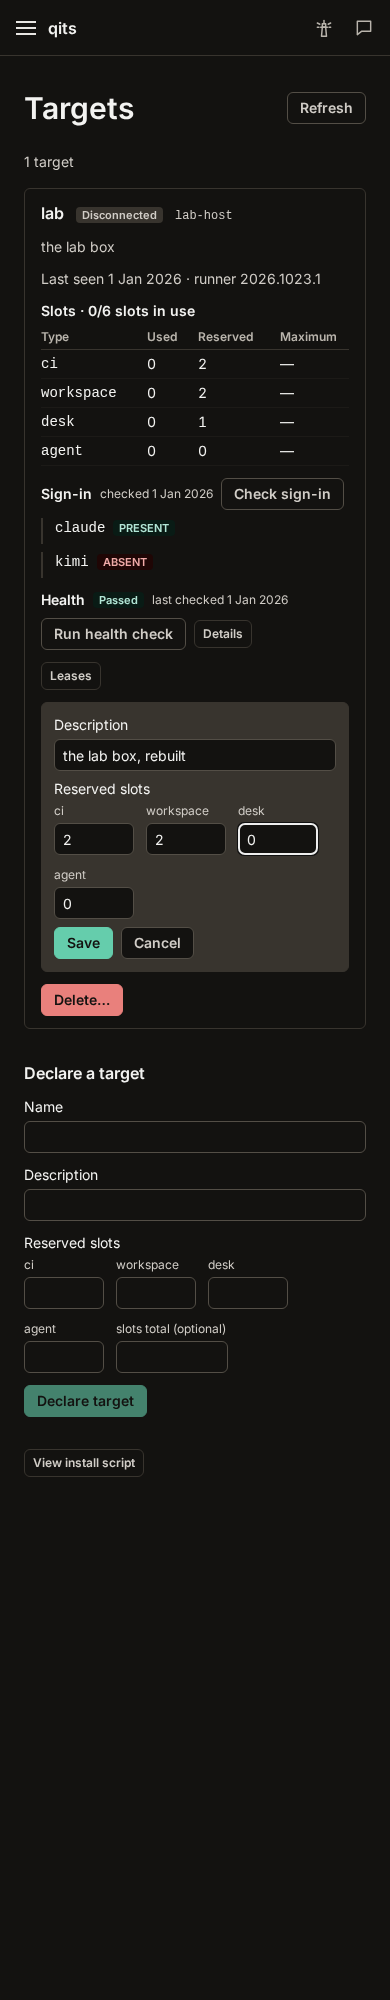 qits
Targets
Refresh
1 target
lab Disconnected lab-host
the lab box
Last seen 1 Jan 2026 · runner 2026.1023.1
Slots · 0/6 slots in use
Type Used Reserved Maximum
ci 0 2 —
workspace 0 2 —
desk 0 1 —
agent 0 0 —
Sign-in checked 1 Jan 2026 Check sign-in
claude PRESENT
kimi ABSENT
Health Passed last checked 1 Jan 2026
Run health check Details
Leases
Description
the lab box, rebuilt
Reserved slots
ci workspace desk
2 2 0
agent
0
Save Cancel
Delete...
Declare a target
Name
Description
Reserved slots
ci workspace desk
agent slots total (optional)
Declare target
View install script